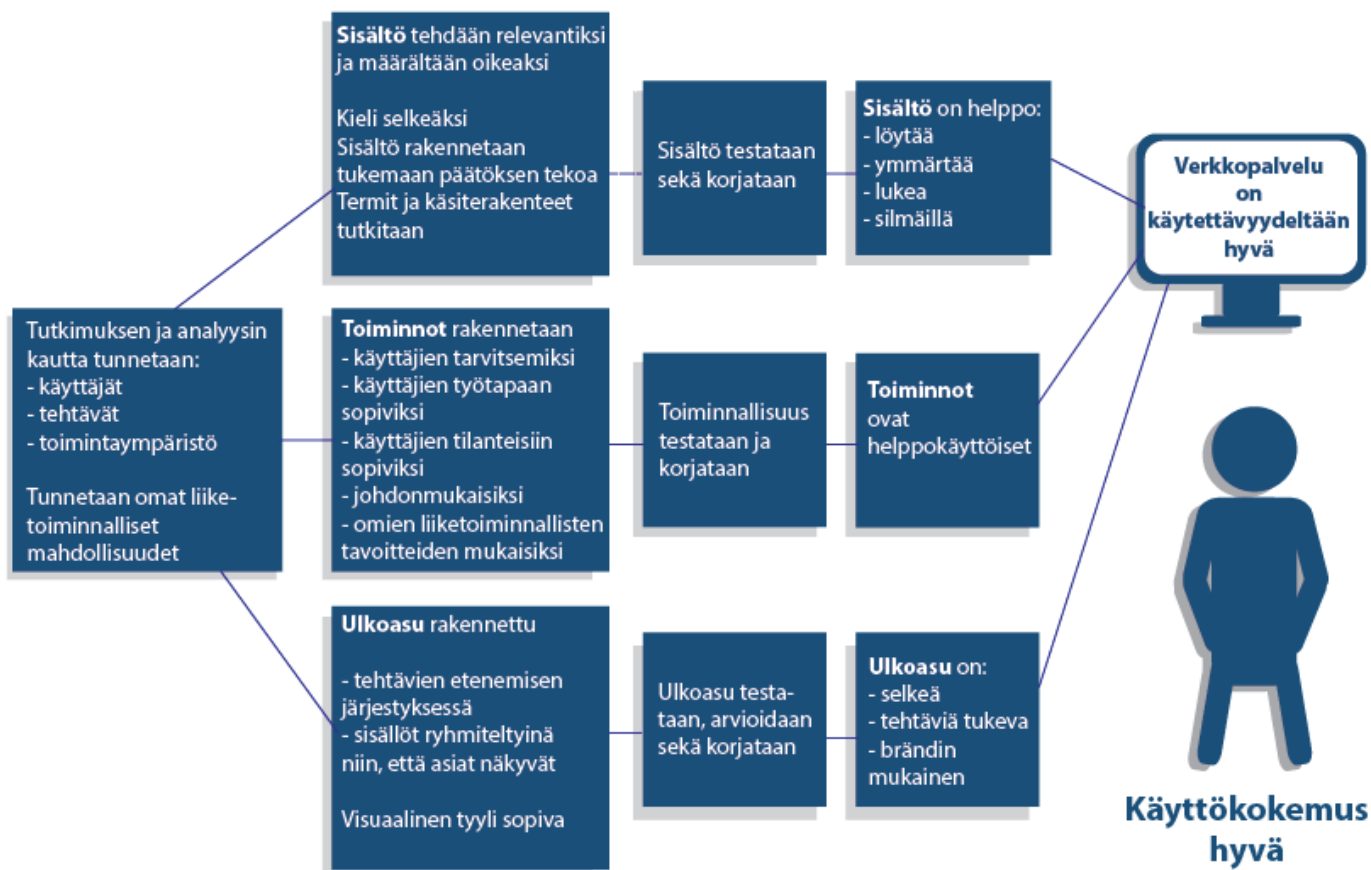 Tutkimuksen ja analyysin
kautta tunnetaan:
- käyttäjät
- tehtävät
- toimintaympäristö
Tunnetaan omat liike-
toiminnalliset
mahdollisuudet
Sisältö tehdään relevantiksi
ja määrältään oikeaksi
Kieli selkeäksi
Sisältö rakennetaan
tukemaan päätöksen tekoa
Termit ja käsiterakenteet
tutkitaan
Sisältö testataan
sekä korjataan
Sisältö on helppo:
- löytää
- ymmärtää
- lukea
- silmäillä
Toiminnot rakennetaan
- käyttäjien tarvitsemiksi
- käyttäjien työtapaan
sopiviksi
- käyttäjien tilanteisiin
sopiviksi
- johdonmukaisiksi
- omien liiketoiminnallisten
tavoitteiden mukaisiksi
Toiminnallisuus
testataan ja
korjataan
Toiminnot
ovat
helppokäyttöiset
Ulkoasu rakennettu
- tehtävien etenemisen
järjestyksessä
- sisällöt ryhmiteltyinä
niin, että asiat näkyvät
Visuaalinen tyyli sopiva
Ulkoasu testa-
taan, arvioidaan
sekä korjataan
Ulkoasu on:
- selkeä
- tehtäviä tukeva
- brändin
mukainen
Verkkopalvelu
on
käytettävyydeltään
hyvä
Käyttökokemus
hyvä